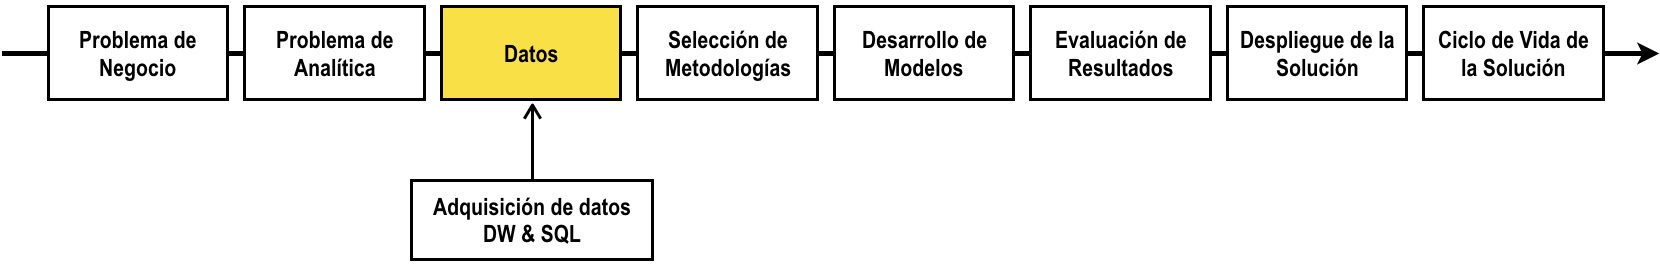 Problema de
Negocio
Problema de
Analítica
Datos
Selección de
Metodologías
Desarrollo de
Modelos
Evaluación de
Resultados
Despliegue de la
Solución
Ciclo de Vida de
la Solución
Adquisición de datos
DW & SQL